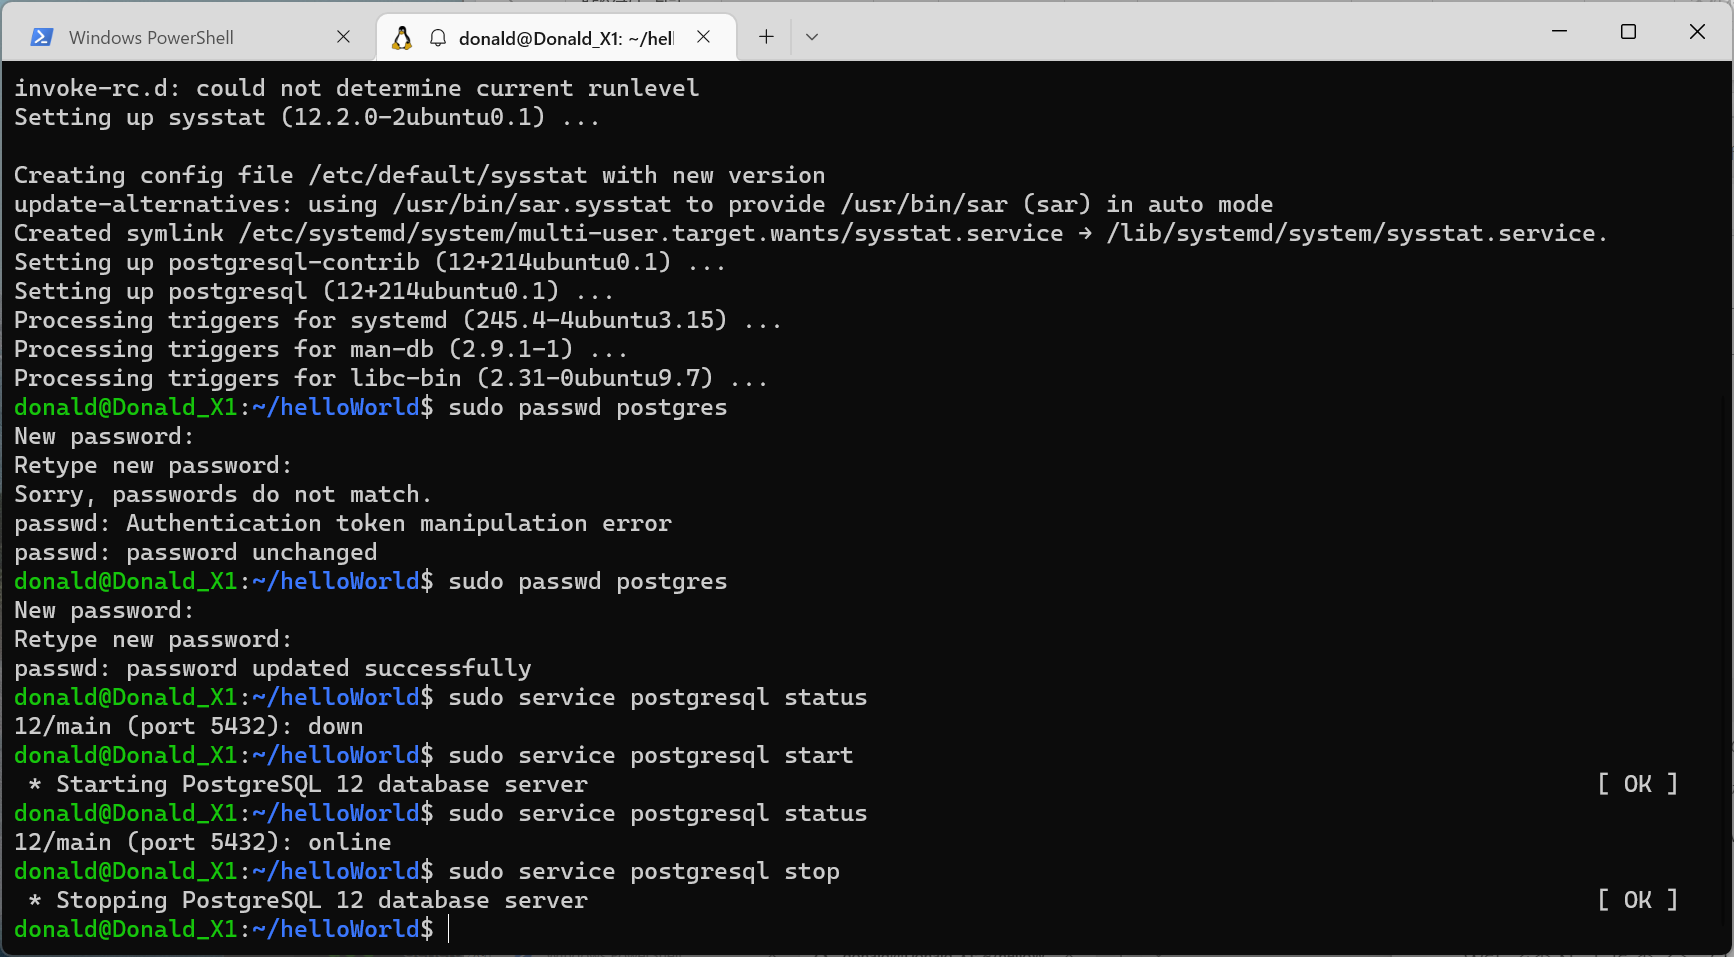 Windows PowerShell
donald@Donald_X1: ~/hel
invoke-rc.d: could not determine current runlevel
Setting up sysstat (12.2.0-2ubuntu0.1) ...
Creating config file /etc/default/sysstat with new version
update-alternatives: using /usr/bin/sar.sysstat to provide /usr/bin/sar (sar) in auto mode
Created symlink /etc/systemd/system/multi-user.target.wants/sysstat.service → /lib/systemd/system/sysstat.service.
Setting up postgresql-contrib (12+214ubuntu0.1) ...
Setting up postgresql (12+214ubuntu0.1) ...
Processing triggers for systemd (245.4-4ubuntu3.15) ...
Processing triggers for man-db (2.9.1-1) ...
Processing triggers for libc-bin (2.31-0ubuntu9.7) ...
donald@Donald_X1:~/helloWorld$ sudo passwd postgres
New password:
Retype new password:
Sorry, passwords do not match.
passwd: Authentication token manipulation error
passwd: password unchanged
donald@Donald_X1:~/helloWorld$ sudo passwd postgres
New password:
Retype new password:
passwd: password updated successfully
donald@Donald_X1:~/helloWorld$ sudo service postgresql status
12/main (port 5432): down
donald@Donald_X1:~/helloWorld$ sudo service postgresql start
 * Starting PostgreSQL 12 database server [ OK ]
donald@Donald_X1:~/helloWorld$ sudo service postgresql status
12/main (port 5432): online
donald@Donald_X1:~/helloWorld$ sudo service postgresql stop
 * Stopping PostgreSQL 12 database server [ OK ]
donald@Donald_X1:~/helloWorld$